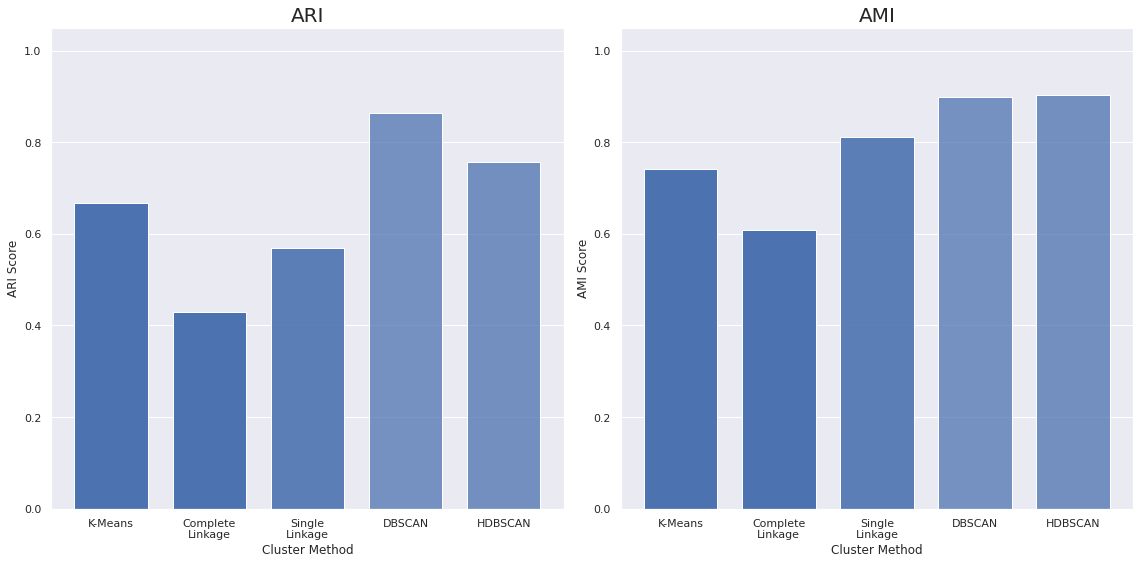 ARI
1.0
0.8
0.6
0.4
0.2
0.0
ARI Score
K-Means
Complete
Linkage
Single
Linkage
DBSCAN
HDBSCAN
Cluster Method
AMI
1.0
0.8
0.6
0.4
0.2
0.0
AMI Score
K-Means
Complete
Linkage
Single
Linkage
DBSCAN
HDBSCAN
Cluster Method